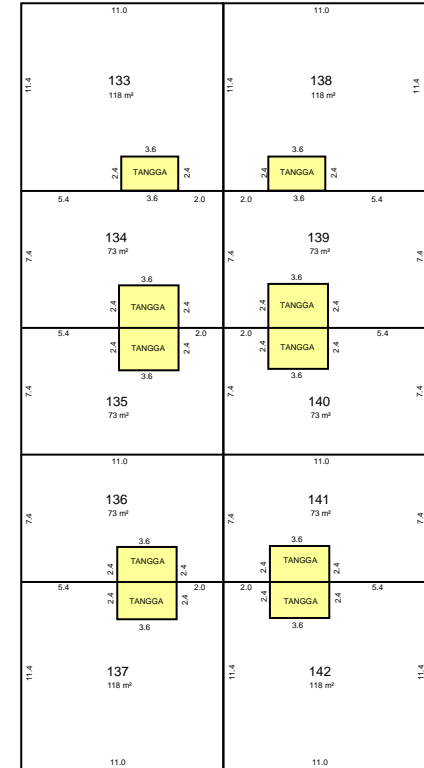 11.0 11.0
11.4 133 11.4 138 11.4
118 m² 118 m²
3.6 3.6
2.4 TANGGA 2.4 2.4 TANGGA 2.4
5.4 3.6 2.0 2.0 3.6 5.4
134 139
7.4 73 m² 7.4 73 m² 7.4
3.6 3.6
2.4 TANGGA 2.4 2.4 TANGGA 2.4
5.4 2.0 2.0 5.4
2.4 TANGGA 2.4 2.4 TANGGA 2.4
3.6 3.6
7.4 7.4 7.4
135 140
73 m² 73 m²
11.0 11.0
136 141
73 m² 73 m²
7.4 7.4 7.4
3.6 3.6
2.4 TANGGA 2.4 2.4 TANGGA 2.4
5.4 2.0 2.0 5.4
2.4 TANGGA 2.4 2.4 TANGGA 2.4
3.6 3.6
11.4 137 11.4 142 11.4
118 m² 118 m²
11.0 11.0